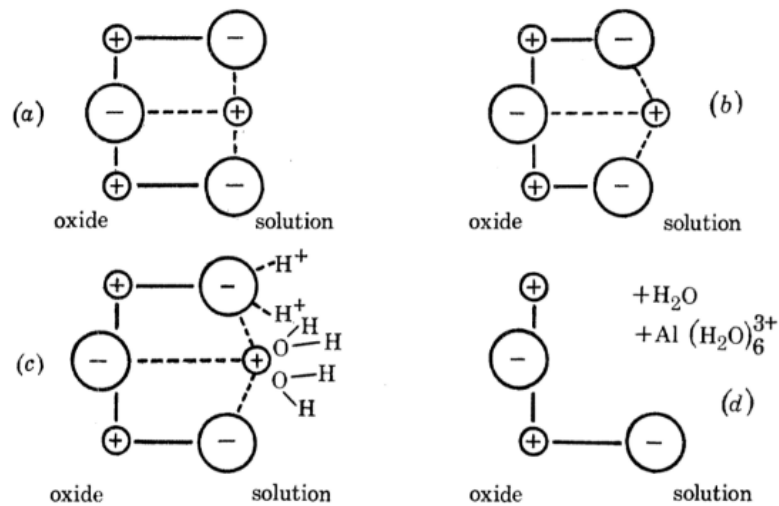 (a)
oxide solution
(b)
oxide solution
(c)
H+
H+
H
O H
O H
H
oxide solution
+H₂O
+Al (H₂O)₆³⁺
(d)
oxide solution